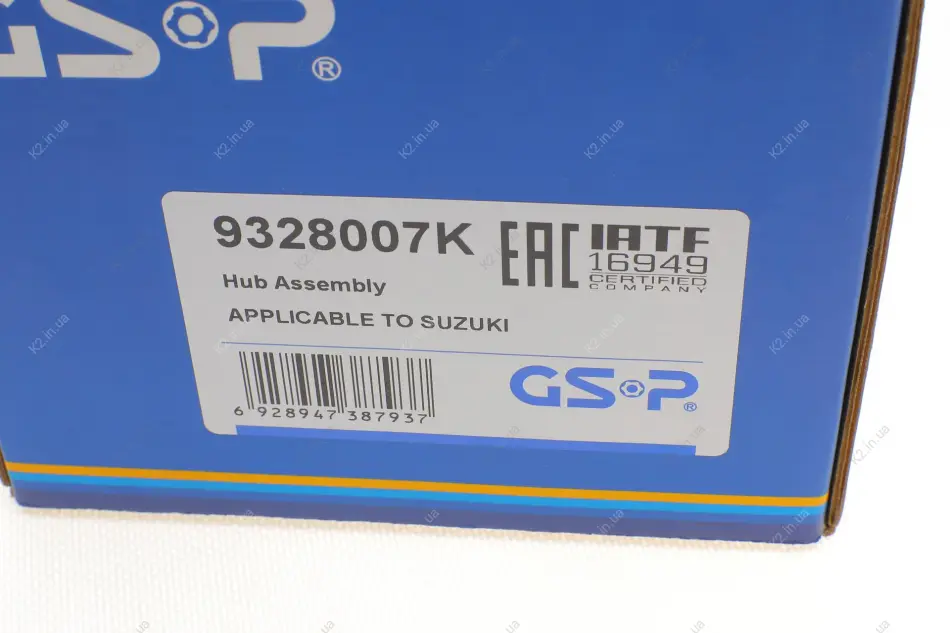 GSP®
9328007K
EAC
IATF
16949
CERTIFIED
COMPANY
Hub Assembly
APPLICABLE TO SUZUKI
6 928947 387937
GSP®
K2.in.ua